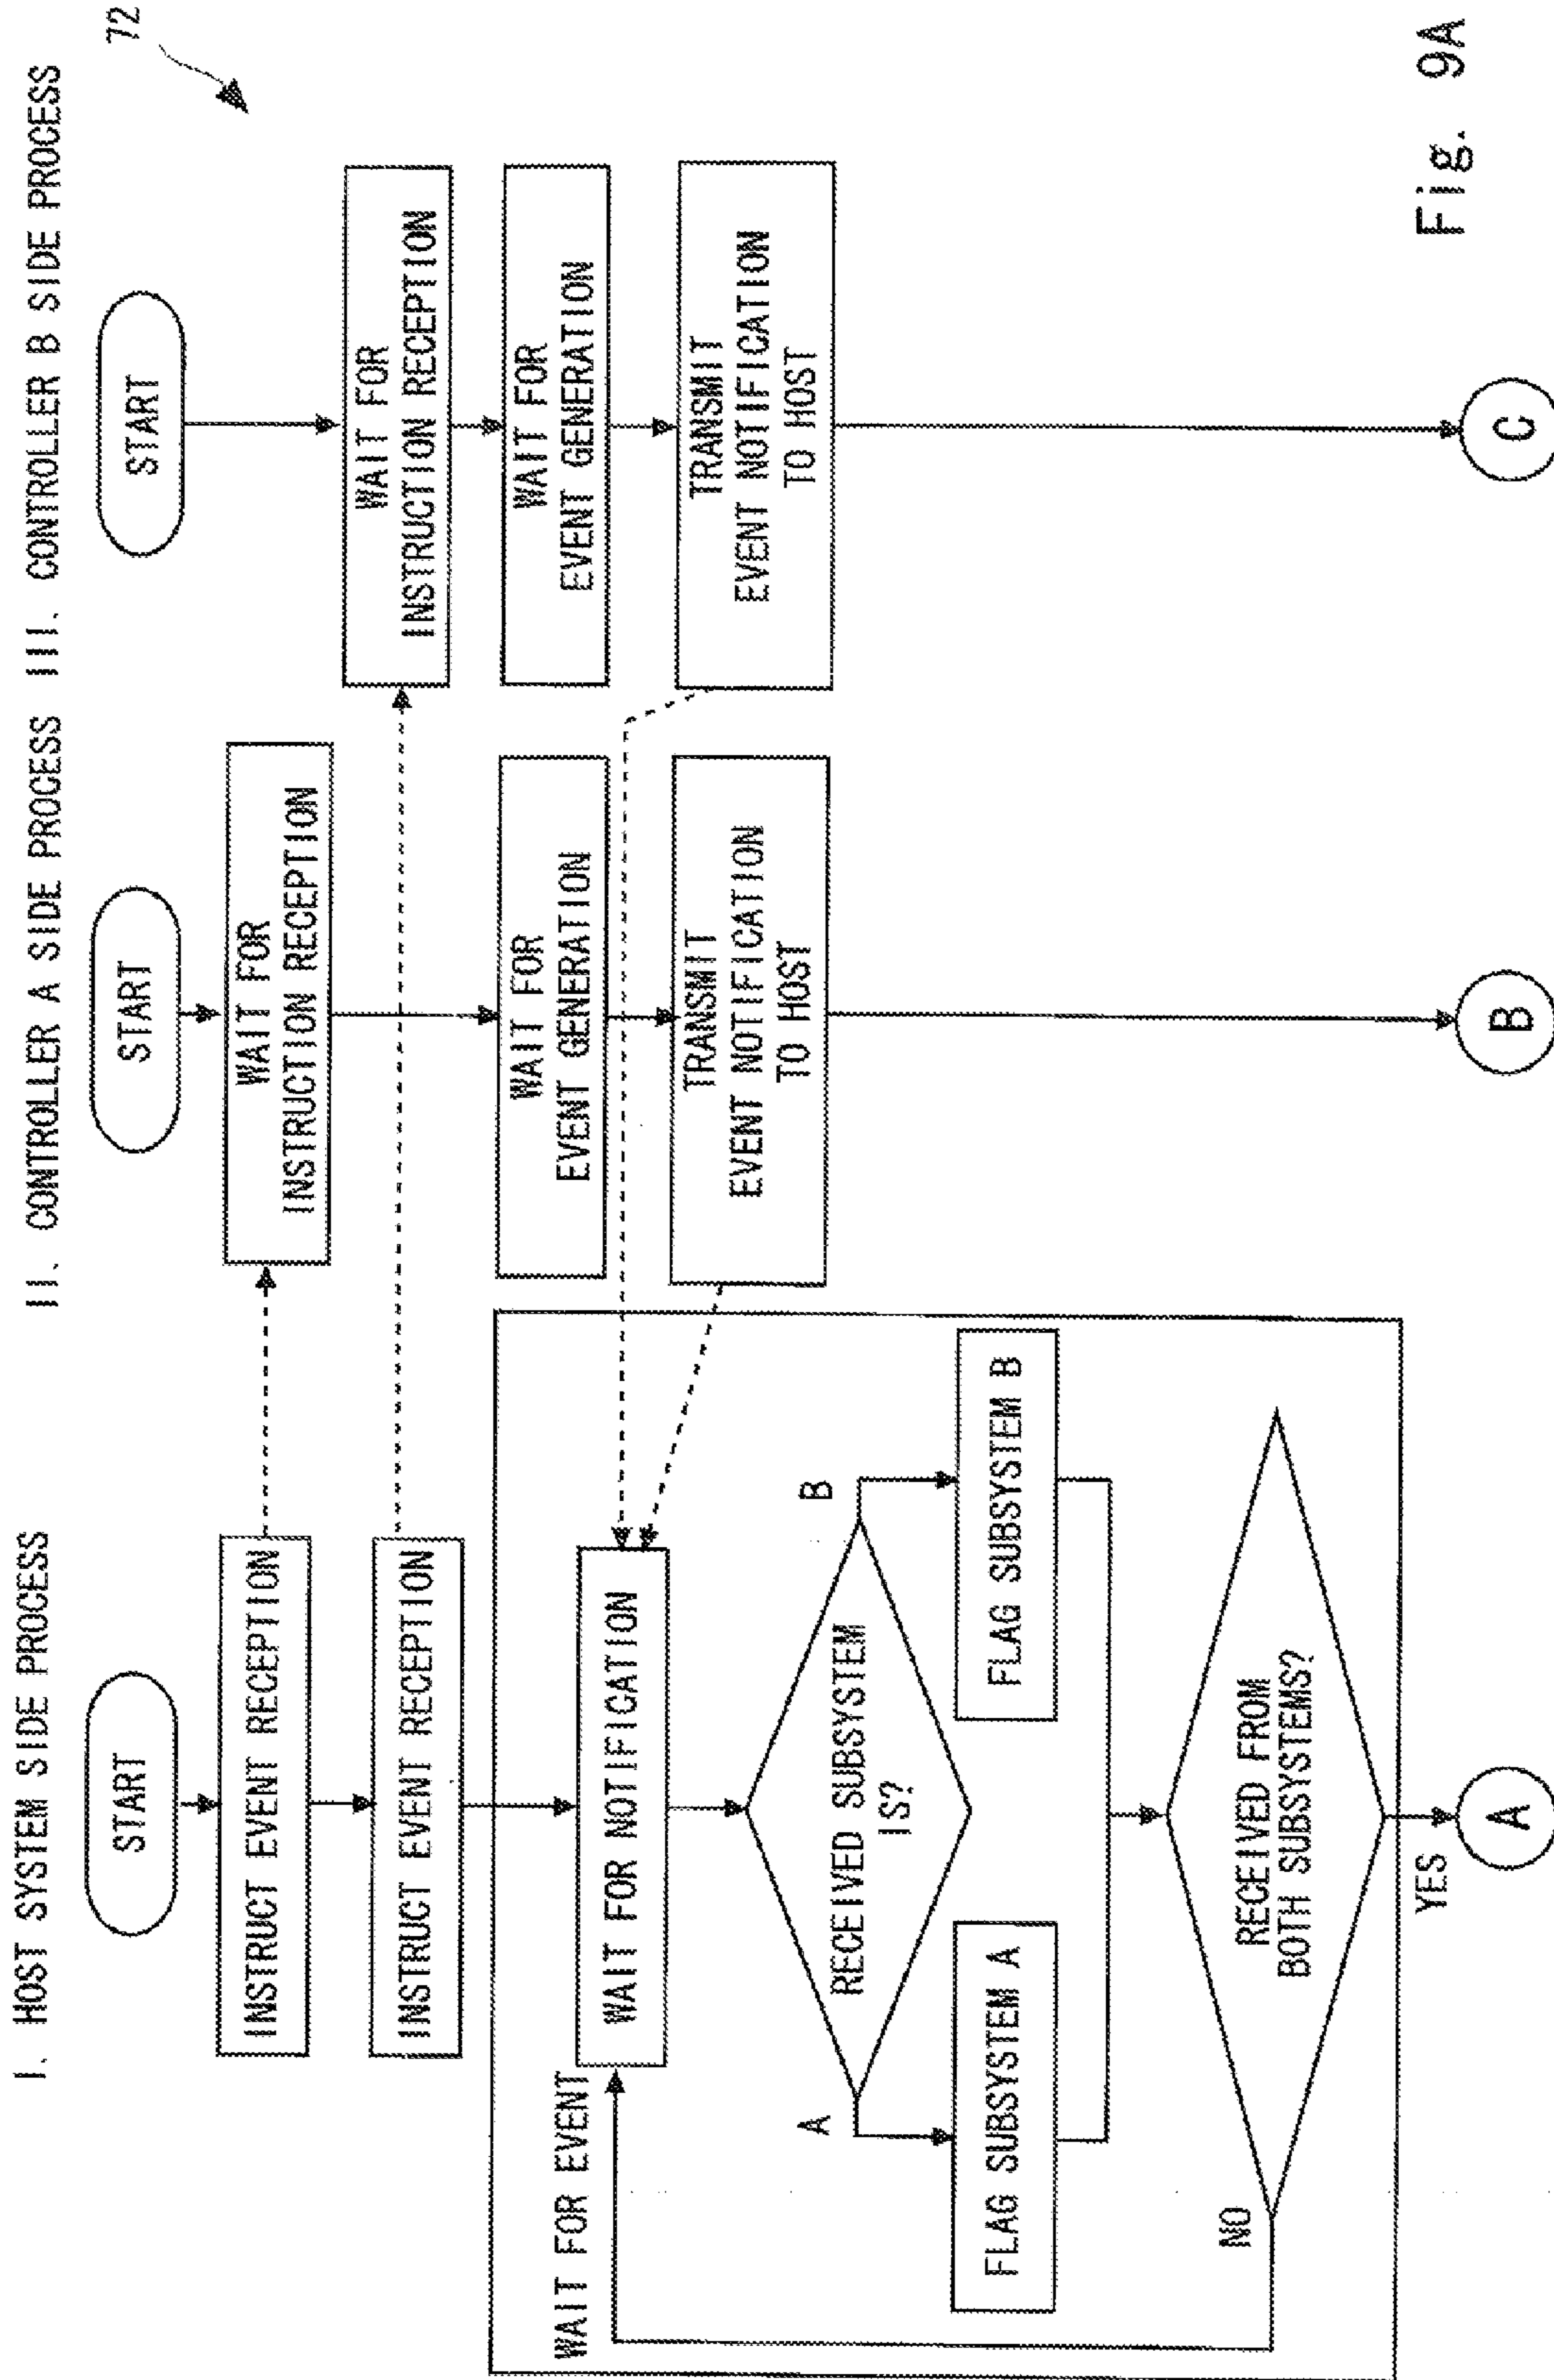 I. HOST SYSTEM SIDE PROCESS
START
INSTRUCT EVENT RECEPTION
INSTRUCT EVENT RECEPTION
WAIT FOR EVENT
WAIT FOR NOTIFICATION
RECEIVED SUBSYSTEM
IS?
A
B
FLAG SUBSYSTEM A
FLAG SUBSYSTEM B
RECEIVED FROM
BOTH SUBSYSTEMS?
NO
YES
A
II. CONTROLLER A SIDE PROCESS
START
WAIT FOR
INSTRUCTION RECEPTION
WAIT FOR
EVENT GENERATION
TRANSMIT
EVENT NOTIFICATION
TO HOST
B
III. CONTROLLER B SIDE PROCESS
START
WAIT FOR
INSTRUCTION RECEPTION
WAIT FOR
EVENT GENERATION
TRANSMIT
EVENT NOTIFICATION
TO HOST
C
72
Fig. 9A